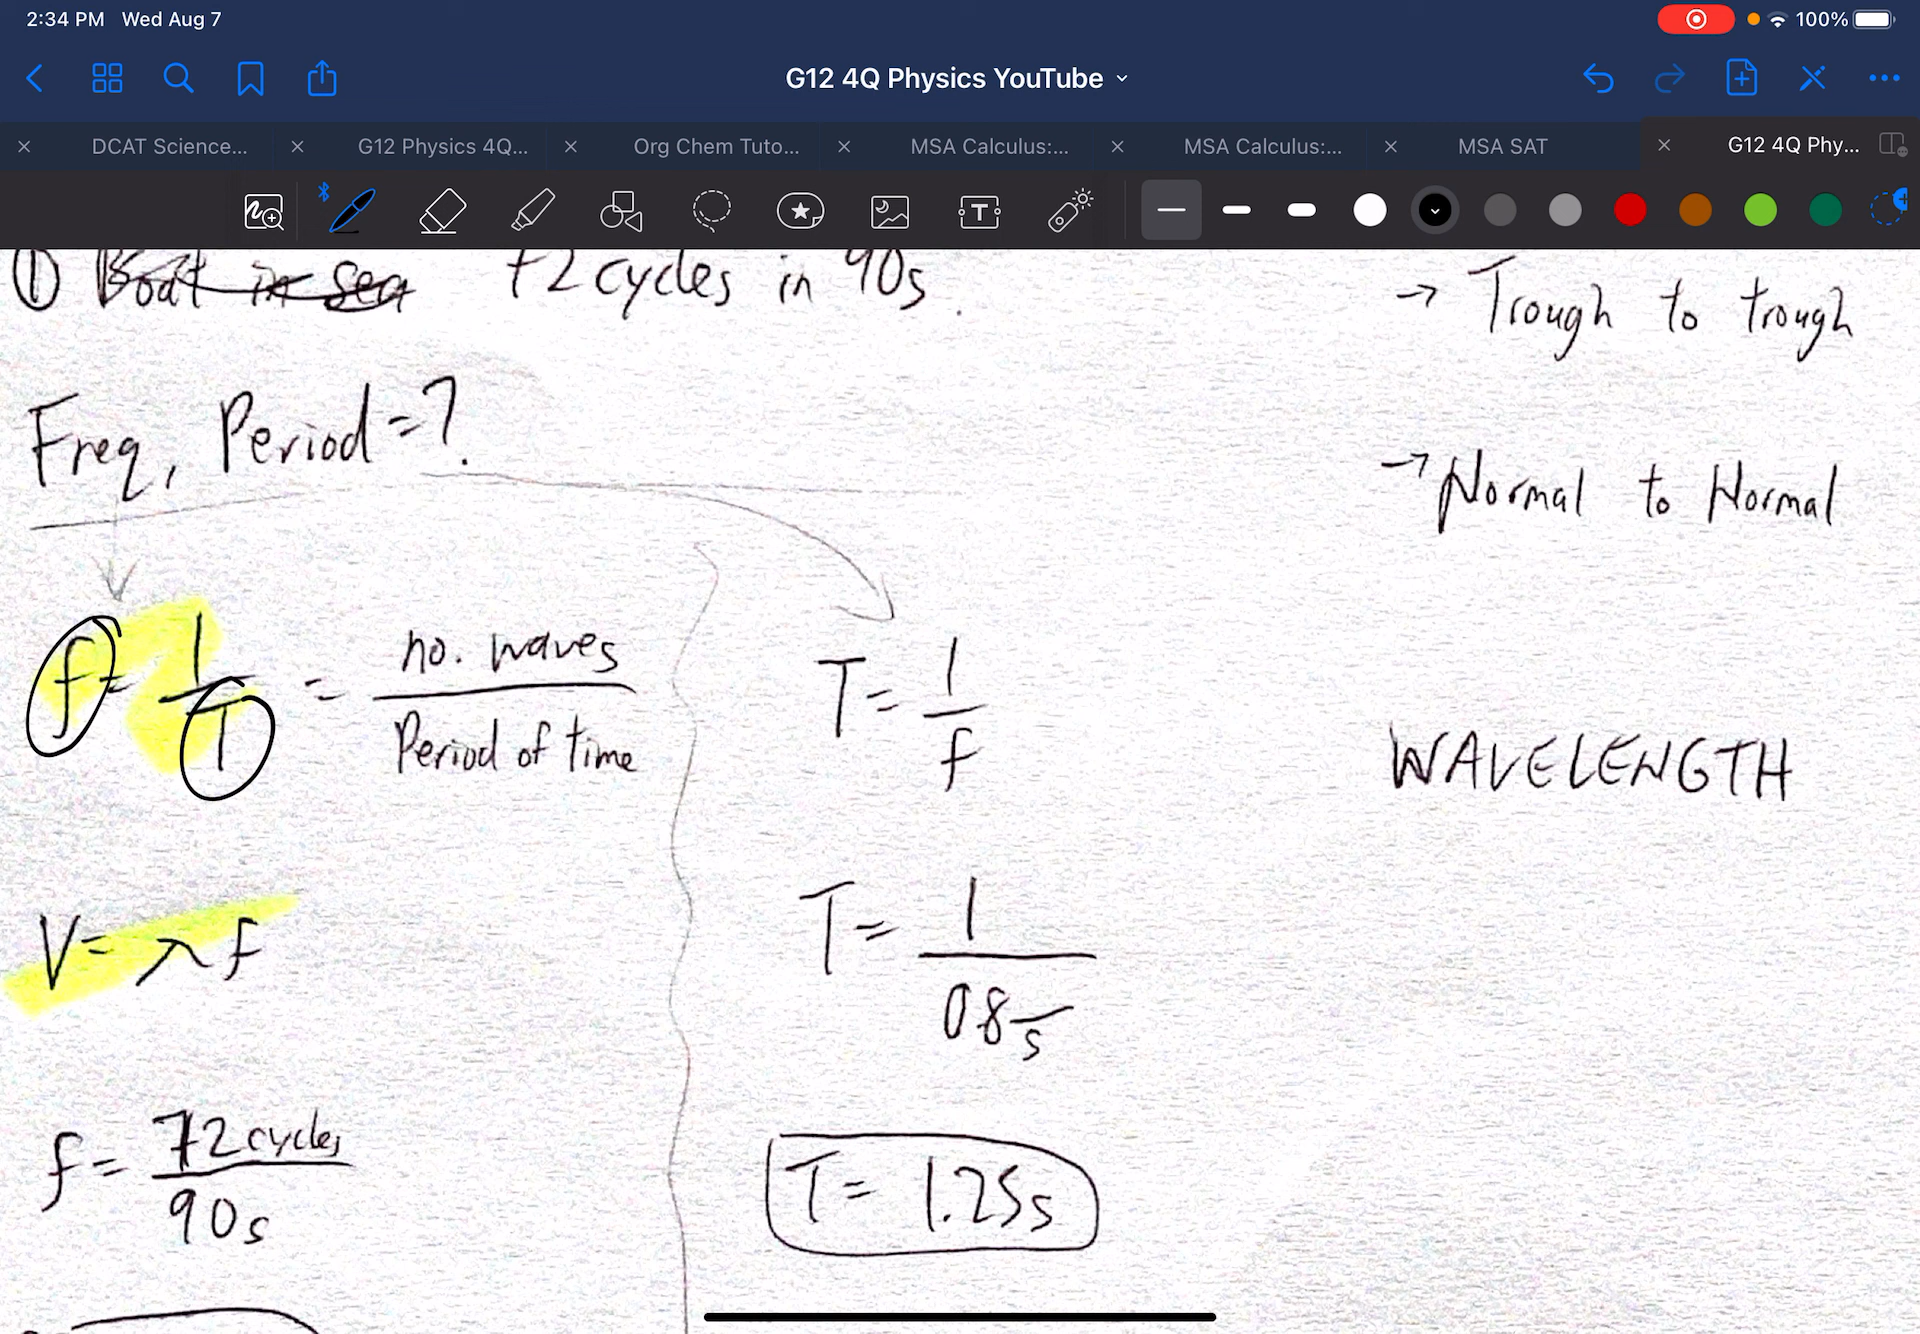 2:34 PM Wed Aug 7
100%
G12 4Q Physics YouTube
DCAT Science...
G12 Physics 4Q...
Org Chem Tuto...
MSA Calculus:...
MSA Calculus:...
MSA SAT
G12 4Q Phy...
① Boat in sea 72 cycles in 90s.
Freq, Period = ?
f = 1/T = no. waves / Period of time
V = λf
f = 72 cycles / 90s
T = 1/f
T = 1 / 08/s
T = 1.25s
→ Trough to trough
→ Normal to Normal
WAVELENGTH